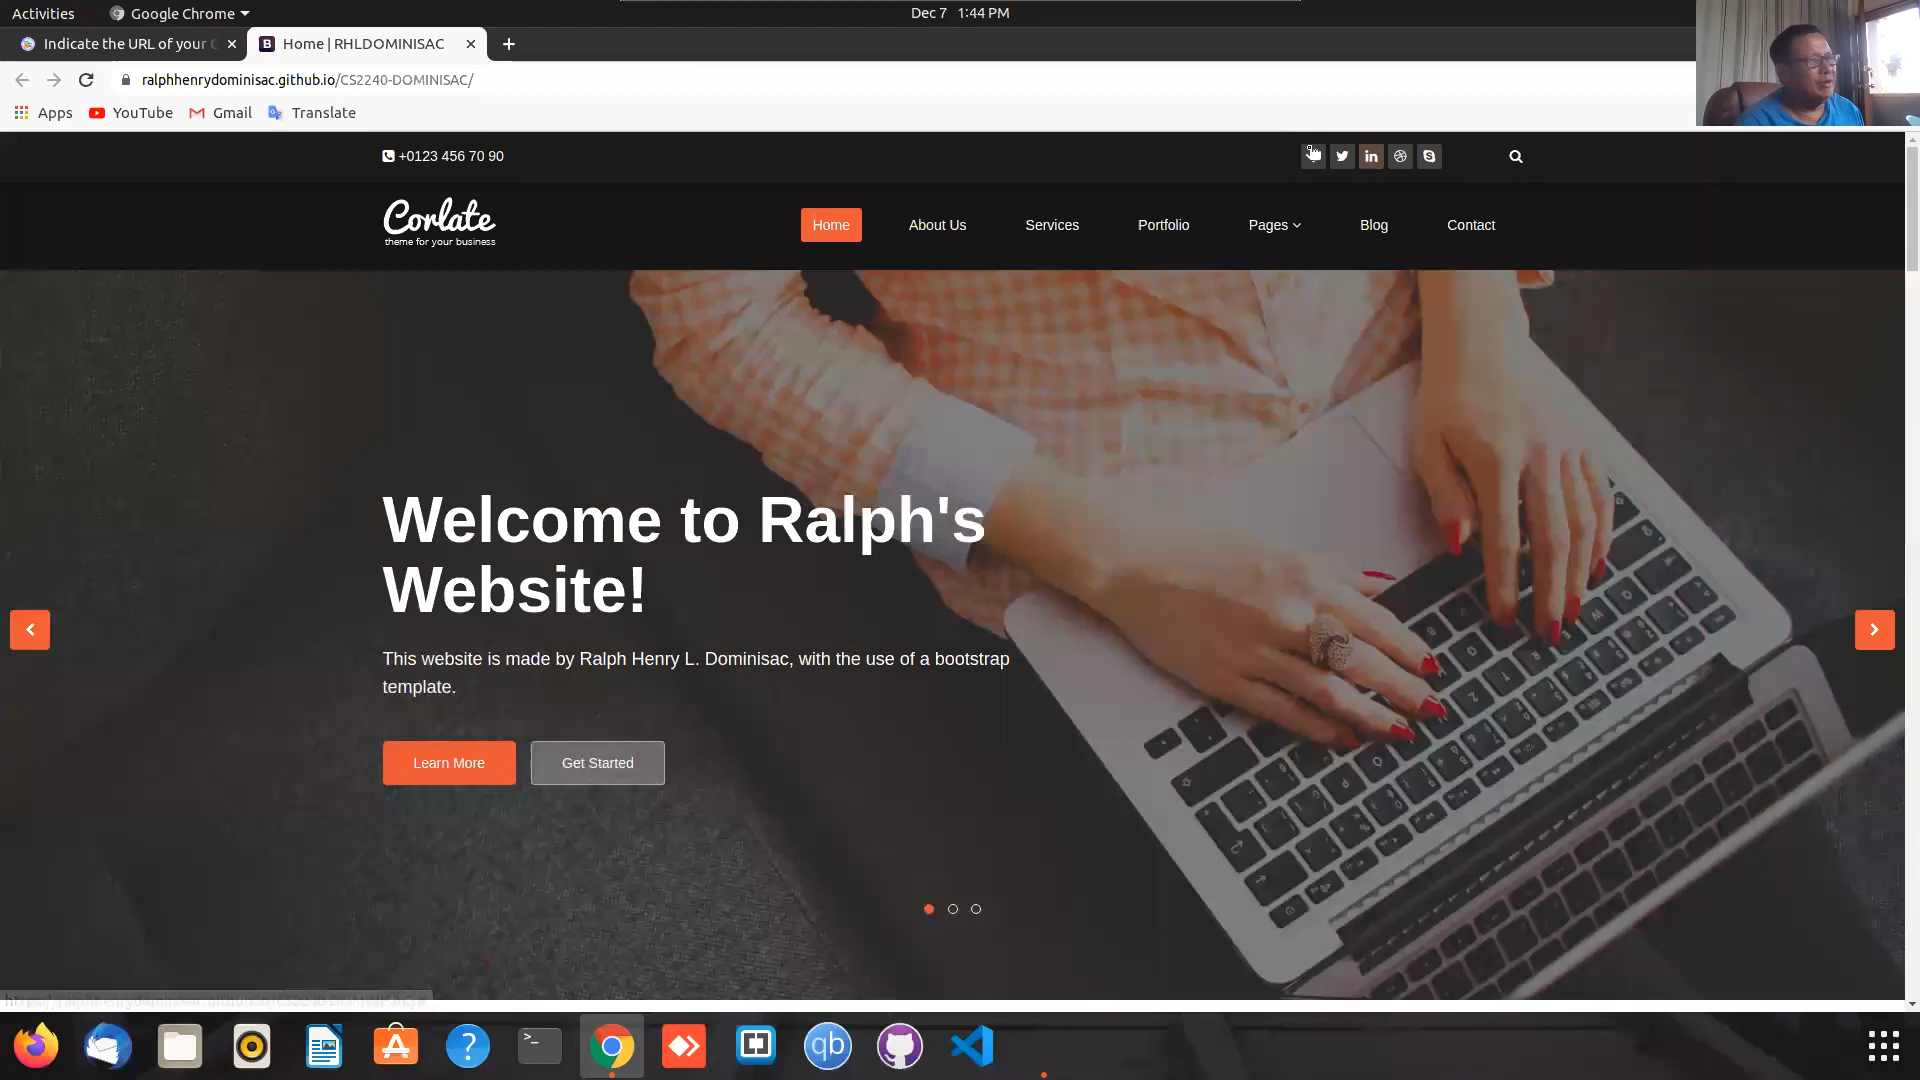 Activities
Google Chrome
Dec 7 1:44 PM
Indicate the URL of your
Home | RHLDOMINISAC
ralphhenrydominisac.github.io/CS2240-DOMINISAC/
Apps
YouTube
Gmail
Translate
+0123 456 70 90
Corlate
theme for your business
Home
About Us
Services
Portfolio
Pages
Blog
Contact
Welcome to Ralph's
Website!
This website is made by Ralph Henry L. Dominisac, with the use of a bootstrap
template.
Learn More
Get Started